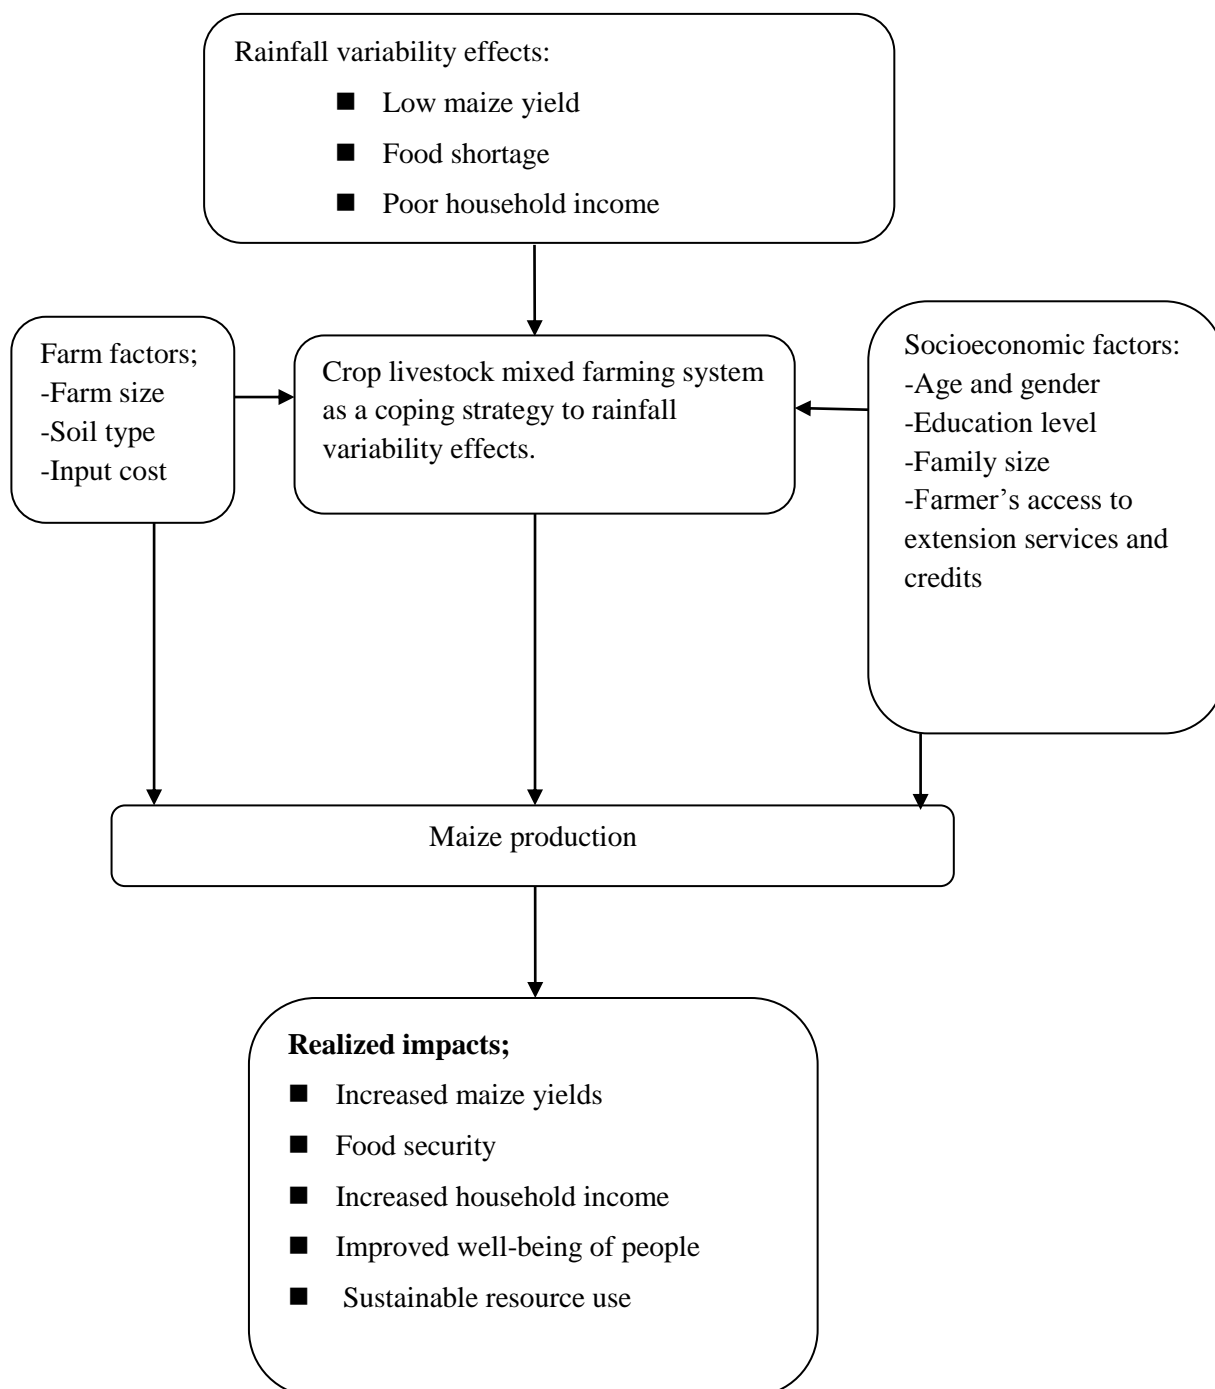 Rainfall variability effects:
■ Low maize yield
■ Food shortage
■ Poor household income
Farm factors;
-Farm size
-Soil type
-Input cost
Crop livestock mixed farming system
as a coping strategy to rainfall
variability effects.
Socioeconomic factors:
-Age and gender
-Education level
-Family size
-Farmer’s access to
extension services and
credits
Maize production
Realized impacts;
■ Increased maize yields
■ Food security
■ Increased household income
■ Improved well-being of people
■ Sustainable resource use